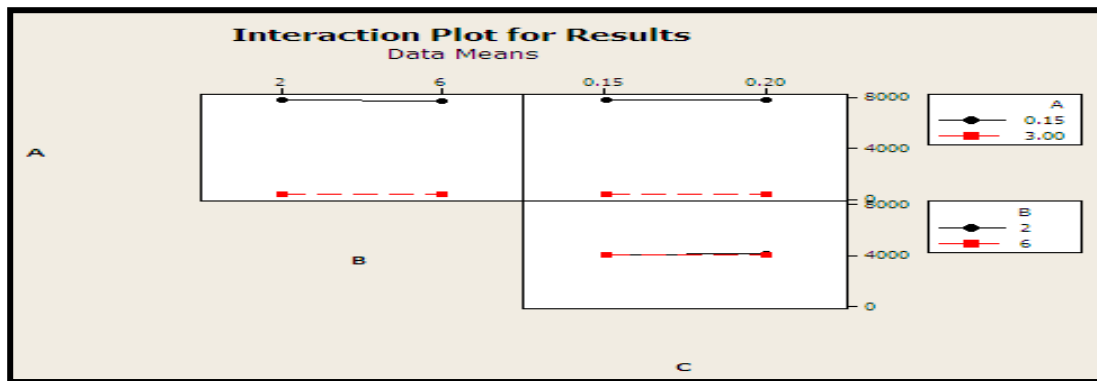 Interaction Plot for Results
Data Means
2 6 0.15 0.20
8000
4000
0
A
A
0.15
3.00
8000
4000
0
B
B
2
6
C